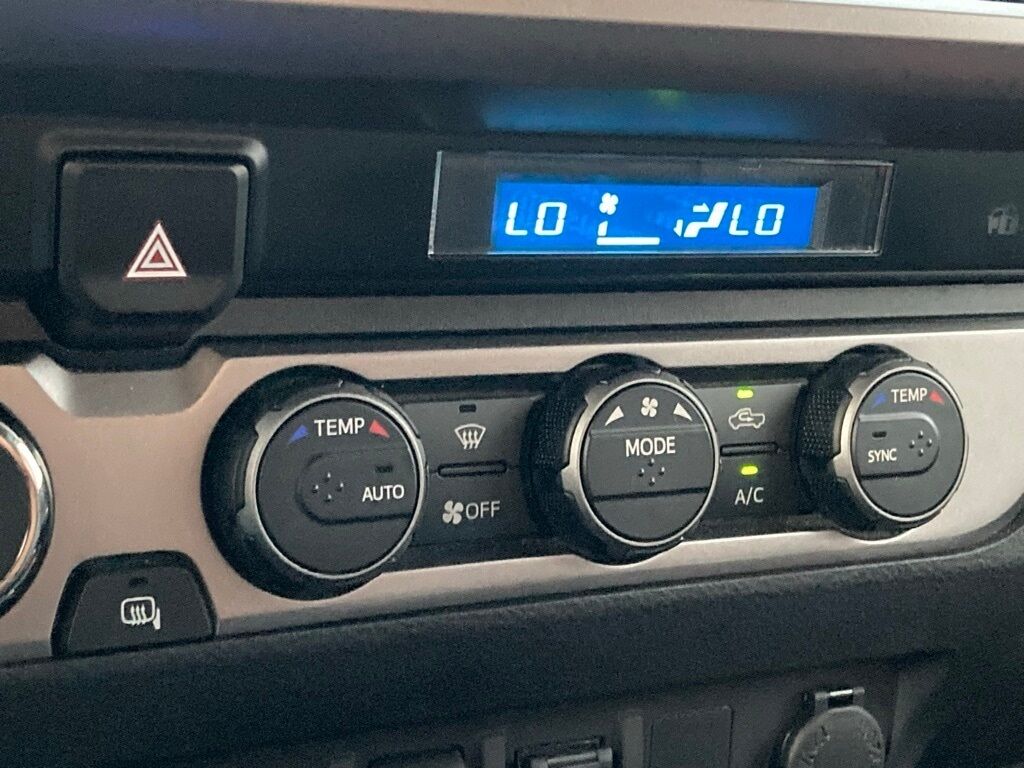 LO LO
TEMP
AUTO
OFF
MODE
A/C
TEMP
SYNC